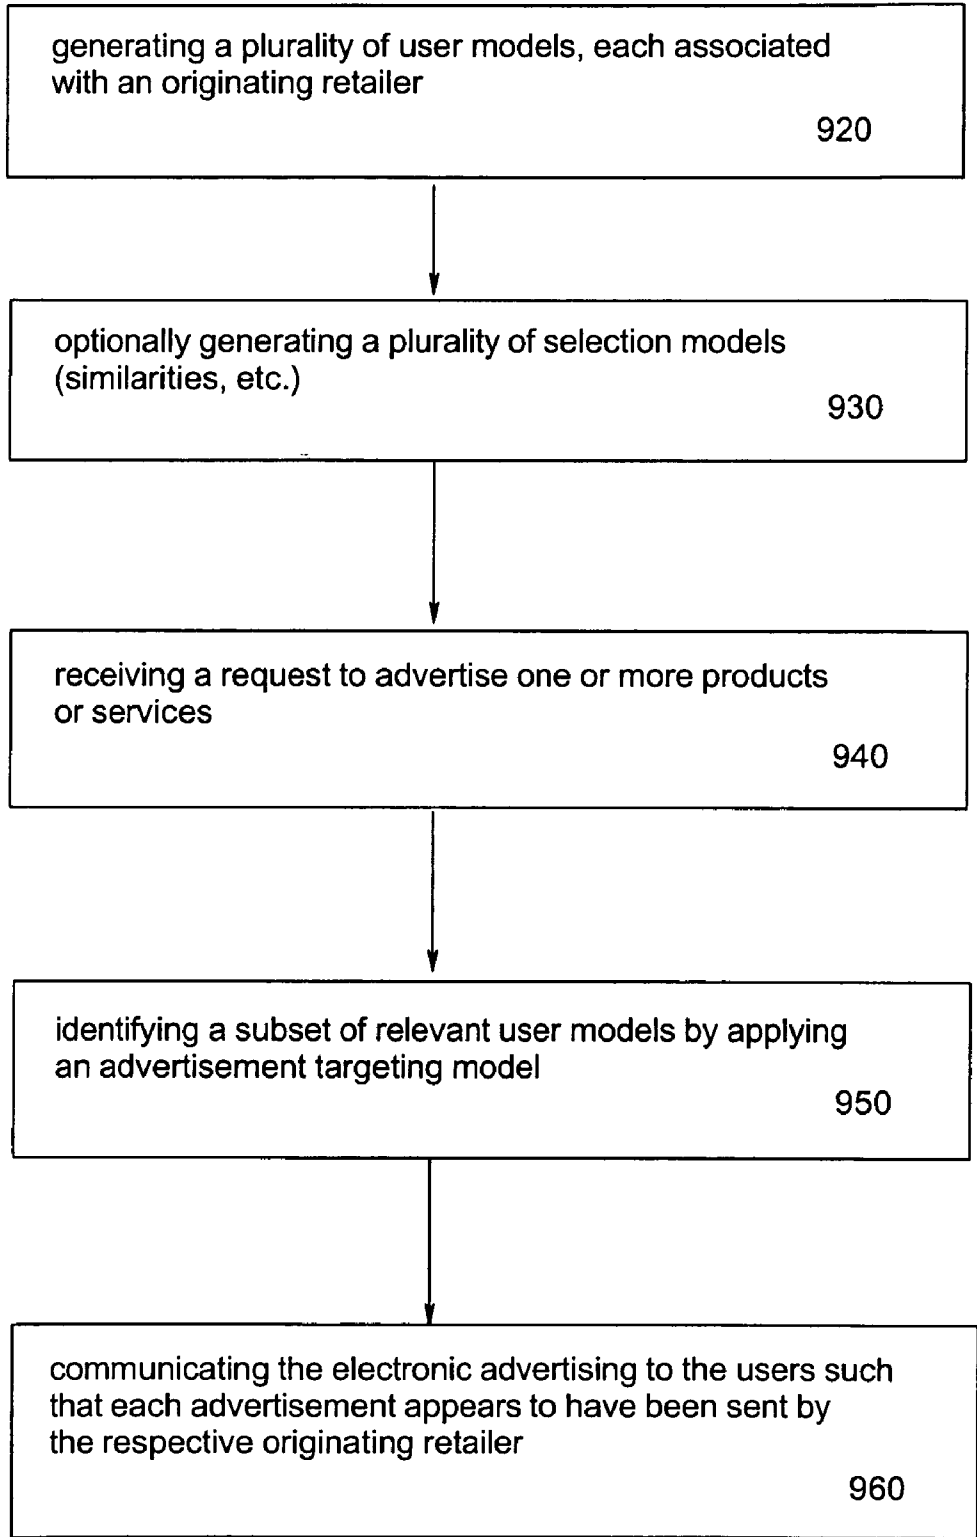 generating a plurality of user models, each associated
with an originating retailer
920
optionally generating a plurality of selection models
(similarities, etc.)
930
receiving a request to advertise one or more products
or services
940
identifying a subset of relevant user models by applying
an advertisement targeting model
950
communicating the electronic advertising to the users such
that each advertisement appears to have been sent by
the respective originating retailer
960